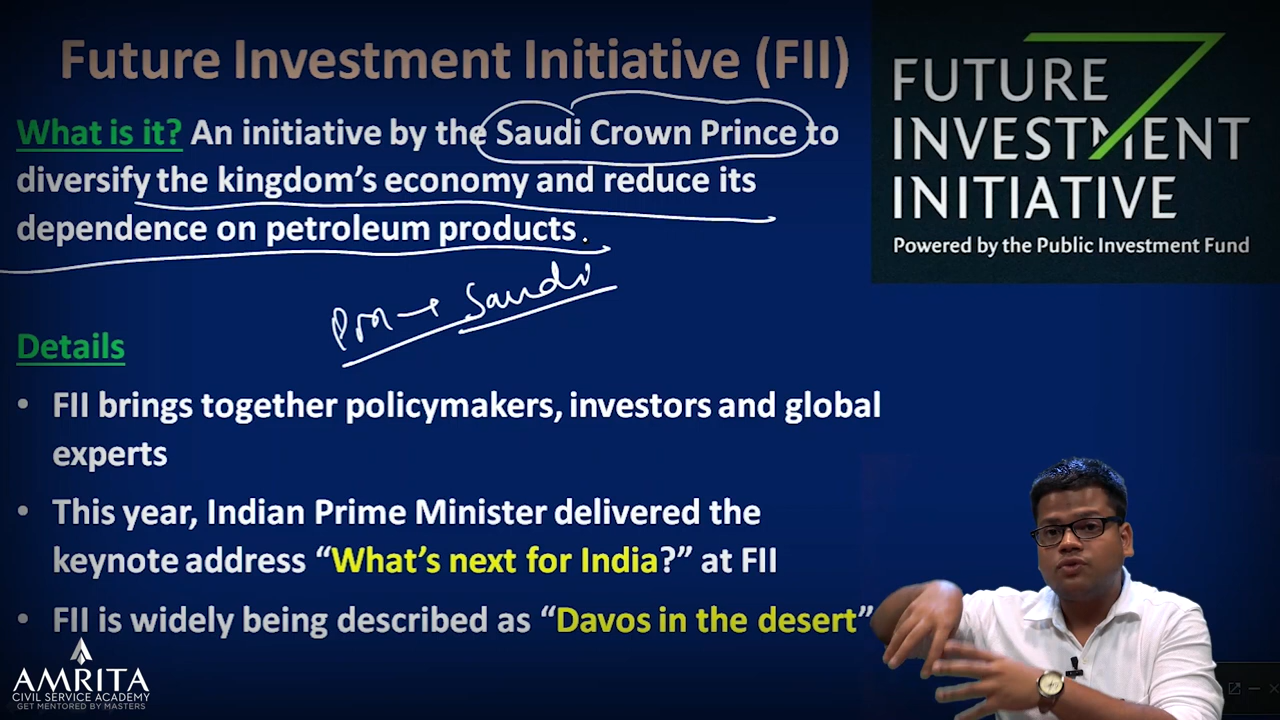 Future Investment Initiative (FII)
What is it? An initiative by the Saudi Crown Prince to
diversify the kingdom's economy and reduce its
dependence on petroleum products.
Saudi
Details
• FII brings together policymakers, investors and global
experts
• This year, Indian Prime Minister delivered the
keynote address “What's next for India?” at FII
• FII is widely being described as “Davos in the desert”
FUTURE
INVESTMENT
INITIATIVE
Powered by the Public Investment Fund
AMRITA
CIVIL SERVICE ACADEMY
GET MENTORED BY MASTERS